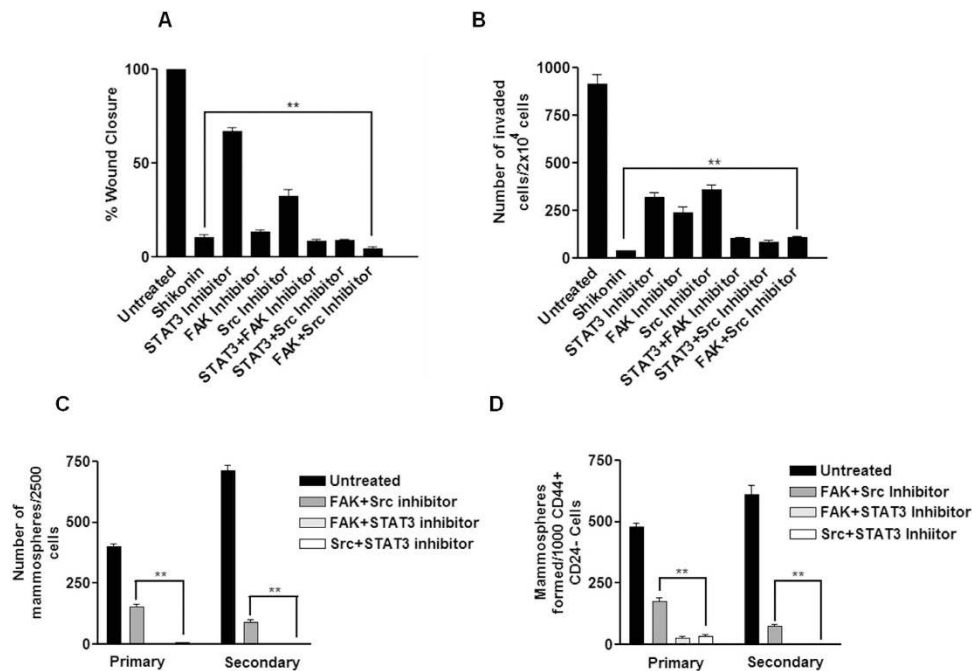 A
% Wound Closure
100
50
0
**
Untreated
Shikonin
STAT3 Inhibitor
FAK Inhibitor
Src Inhibitor
STAT3+FAK Inhibitor
STAT3+Src Inhibitor
FAK+Src Inhibitor
B
Number of invaded
cells/2x10⁴ cells
1000
750
500
250
0
**
Untreated
Shikonin
STAT3 Inhibitor
FAK Inhibitor
Src Inhibitor
STAT3+FAK Inhibitor
STAT3+Src Inhibitor
FAK+Src Inhibitor
C
Number of
mammospheres/2500
cells
750
500
250
0
**
**
Primary
Secondary
Untreated
FAK+Src inhibitor
FAK+STAT3 inhibitor
Src+STAT3 inhibitor
D
Mammospheres
formed/1000 CD44+
CD24- Cells
750
500
250
0
**
**
Primary
Secondary
Untreated
FAK+Src Inhibitor
FAK+STAT3 Inhibitor
Src+STAT3 Inhiitor